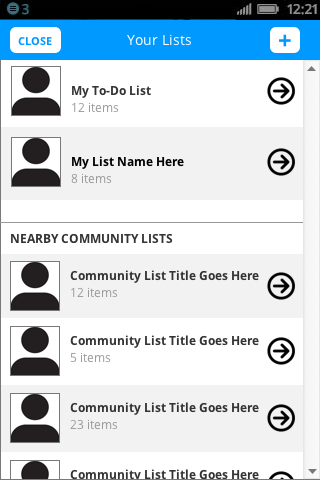 3 12:21
CLOSE Your Lists +
My To-Do List
12 items
My List Name Here
8 items
NEARBY COMMUNITY LISTS
Community List Title Goes Here
12 items
Community List Title Goes Here
5 items
Community List Title Goes Here
23 items
Community List Title Goes Here